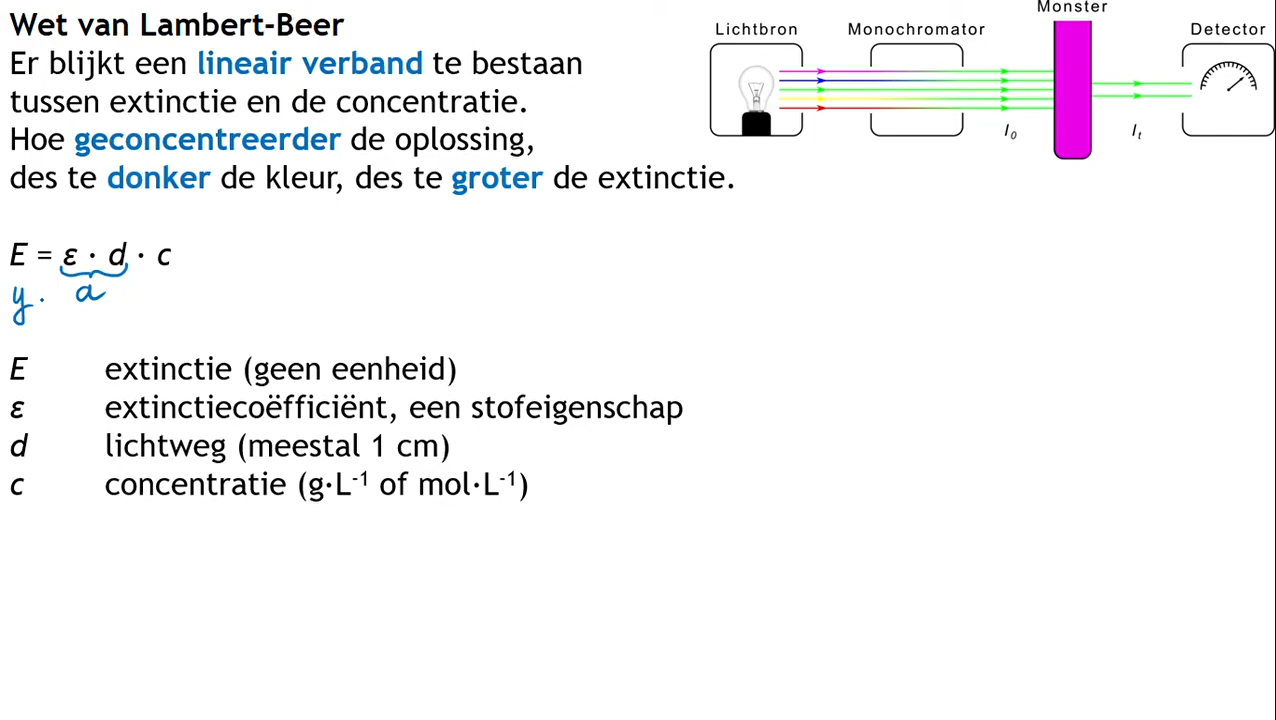 Wet van Lambert-Beer
Er blijkt een lineair verband te bestaan
tussen extinctie en de concentratie.
Hoe geconcentreerder de oplossing,
des te donker de kleur, des te groter de extinctie.
Lichtbron
Monochromator
Monster
Detector
I₀
Iₜ
E = ε · d · c
y. a
E extinctie (geen eenheid)
ε extinctiecoëfficiënt, een stofeigenschap
d lichtweg (meestal 1 cm)
c concentratie (g·L⁻¹ of mol·L⁻¹)